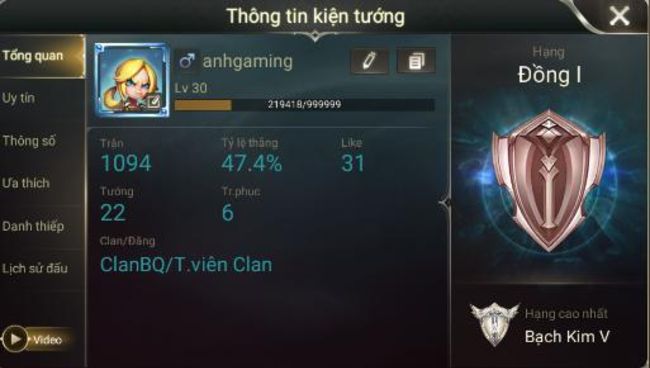 Thông tin kiện tướng
Tổng quan
Uy tín
Thông số
Ưa thích
Danh thiếp
Lịch sử đấu
Video
anhgaming
Lv 30
219418/999999
Trận
1094
Tỷ lệ thắng
47.4%
Like
31
Tướng
22
Tr.phục
6
Clan/Đảng
ClanBQ/T.viên Clan
Hạng
Đồng I
Hạng cao nhất
Bạch Kim V